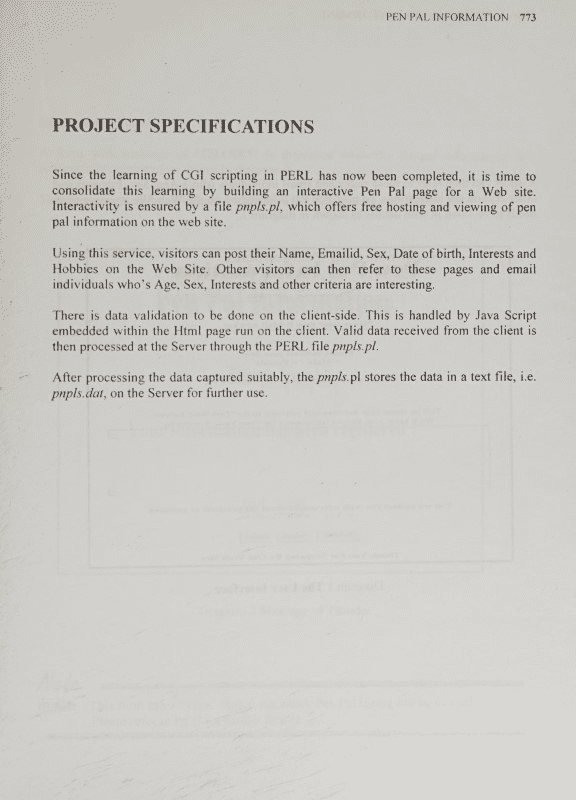 PEN PAL INFORMATION 773
PROJECT SPECIFICATIONS
Since the learning of CGI scripting in PERL has now been completed, it is time to
consolidate this learning by building an interactive Pen Pal page for a Web site.
Interactivity is ensured by a file pnpls.pl, which offers free hosting and viewing of pen
pal information on the web site.
Using this service, visitors can post their Name, Emailid, Sex, Date of birth, Interests and
Hobbies on the Web Site. Other visitors can then refer to these pages and email
individuals who's Age, Sex, Interests and other criteria are interesting.
There is data validation to be done on the client-side. This is handled by Java Script
embedded within the Html page run on the client. Valid data received from the client is
then processed at the Server through the PERL file pnpls.pl.
After processing the data captured suitably, the pnpls.pl stores the data in a text file, i.e.
pnpls.dat, on the Server for further use.